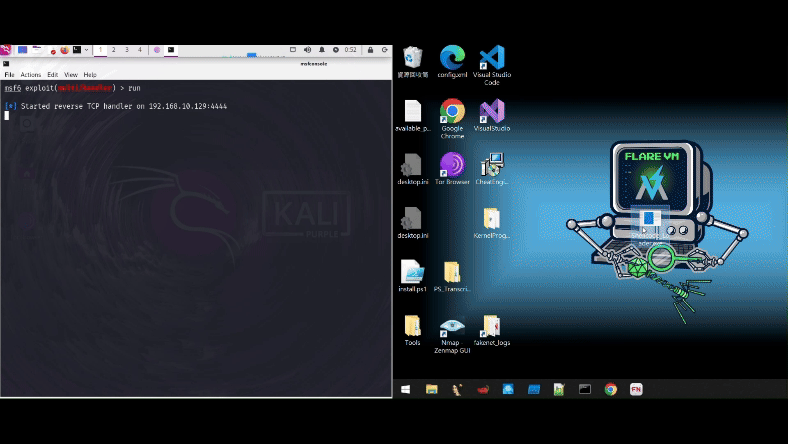 1 2 3 4
0:52
msfconsole
File Actions Edit View Help
msf6 exploit(multi/handler) > run
[*] Started reverse TCP handler on 192.168.10.129:4444
KALI
PURPLE
資源回收筒
config.xml
Visual Studio
Code
available_p...
Google
Chrome
VisualStudio
desktop.ini
Tor Browser
CheatEngi...
desktop.ini
KernelProg...
install.ps1
PS_Transcri...
Tools
Nmap -
Zenmap GUI
fakenet_logs
FLARE VM
FN